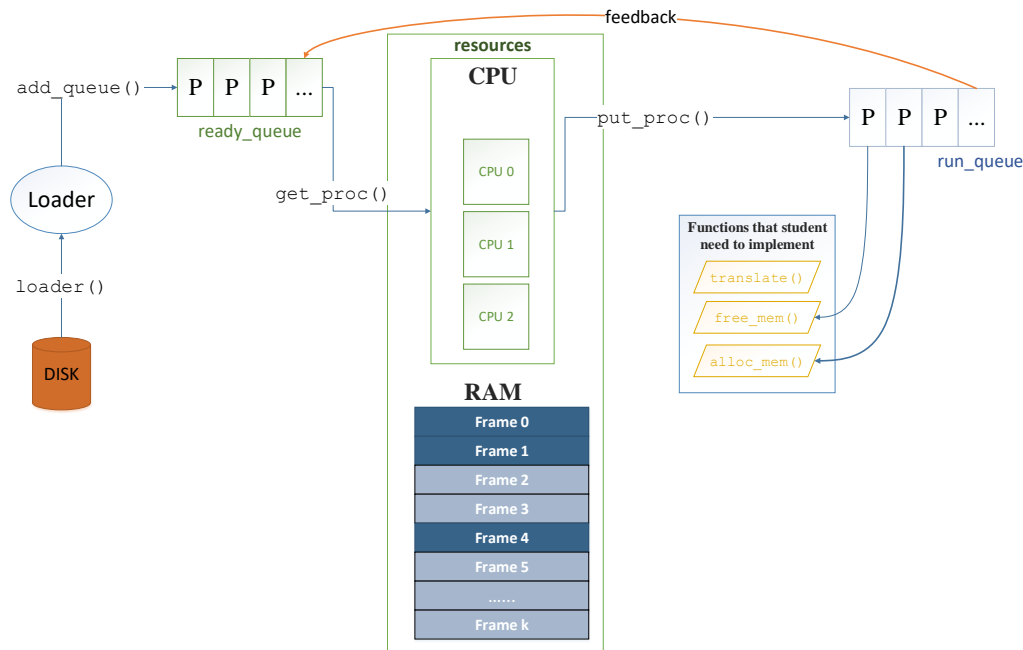 feedback
resources
CPU
add_queue()
P P P ...
ready_queue
put_proc()
P P P ...
run_queue
CPU 0
get_proc()
Loader
CPU 1
Functions that student
need to implement
translate()
loader()
free_mem()
CPU 2
alloc_mem()
DISK
RAM
Frame 0
Frame 1
Frame 2
Frame 3
Frame 4
Frame 5
......
Frame k